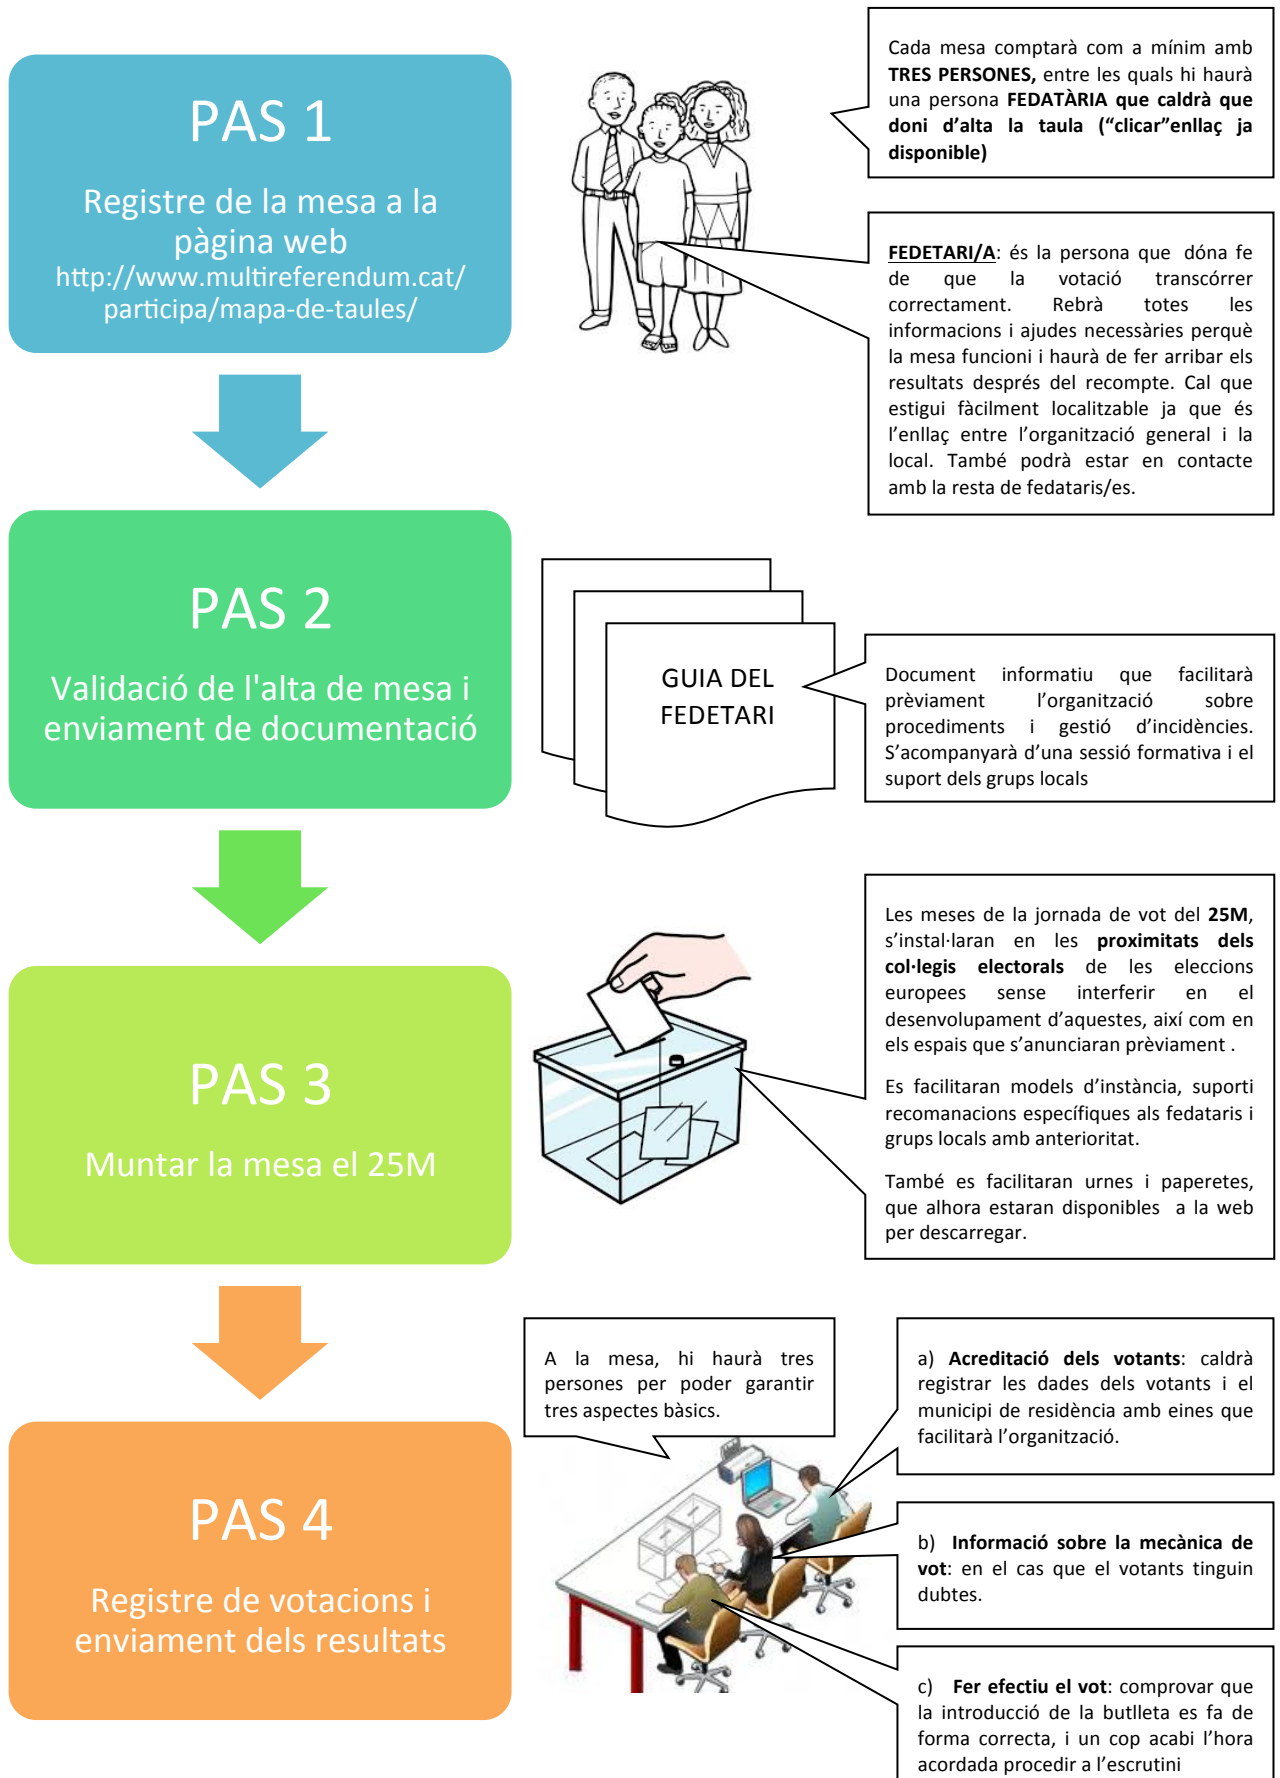 PAS 1
Registre de la mesa a la
pàgina web
http://www.multireferendum.cat/
participa/mapa-de-taules/
Cada mesa comptarà com a mínim amb
TRES PERSONES, entre les quals hi haurà
una persona FEDATÀRIA que caldrà que
doni d’alta la taula (“clicar”enllaç ja
disponible)
FEDETARI/A: és la persona que dóna fe
de que la votació transcórrer
correctament. Rebrà totes les
informacions i ajudes necessàries perquè
la mesa funcioni i haurà de fer arribar els
resultats després del recompte. Cal que
estigui fàcilment localitzable ja que és
l’enllaç entre l’organització general i la
local. També podrà estar en contacte
amb la resta de fedataris/es.
PAS 2
Validació de l'alta de mesa i
enviament de documentació
GUIA DEL
FEDETARI
Document informatiu que facilitarà
prèviament l’organització sobre
procediments i gestió d’incidències.
S’acompanyarà d’una sessió formativa i el
suport dels grups locals
PAS 3
Muntar la mesa el 25M
Les meses de la jornada de vot del 25M,
s’instal·laran en les proximitats dels
col·legis electorals de les eleccions
europees sense interferir en el
desenvolupament d’aquestes, així com en
els espais que s’anunciaran prèviament .
Es facilitaran models d’instància, suporti
recomanacions específiques als fedataris i
grups locals amb anterioritat.
També es facilitaran urnes i paperetes,
que alhora estaran disponibles a la web
per descarregar.
PAS 4
Registre de votacions i
enviament dels resultats
A la mesa, hi haurà tres
persones per poder garantir
tres aspectes bàsics.
a) Acreditació dels votants: caldrà
registrar les dades dels votants i el
municipi de residència amb eines que
facilitarà l’organització.
b) Informació sobre la mecànica de
vot: en el cas que el votants tinguin
dubtes.
c) Fer efectiu el vot: comprovar que
la introducció de la butlleta es fa de
forma correcta, i un cop acabi l’hora
acordada procedir a l’escrutini